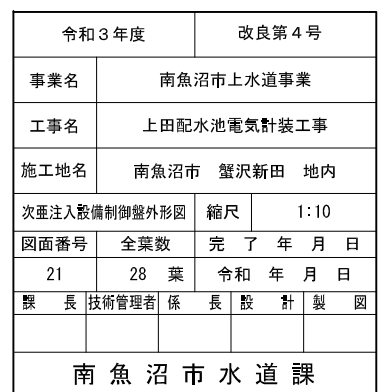 令和３年度 改良第４号
事業名 南魚沼市上水道事業
工事名 上田配水池電気計装工事
施工地名 南魚沼市 蟹沢新田 地内
次亜注入設備制御盤外形図 縮尺 1:10
図面番号 全葉数 完 了 年 月 日
21 28 葉 令和 年 月 日
課 長 技術管理者 係 長 設 計 製 図
南魚沼市水道課